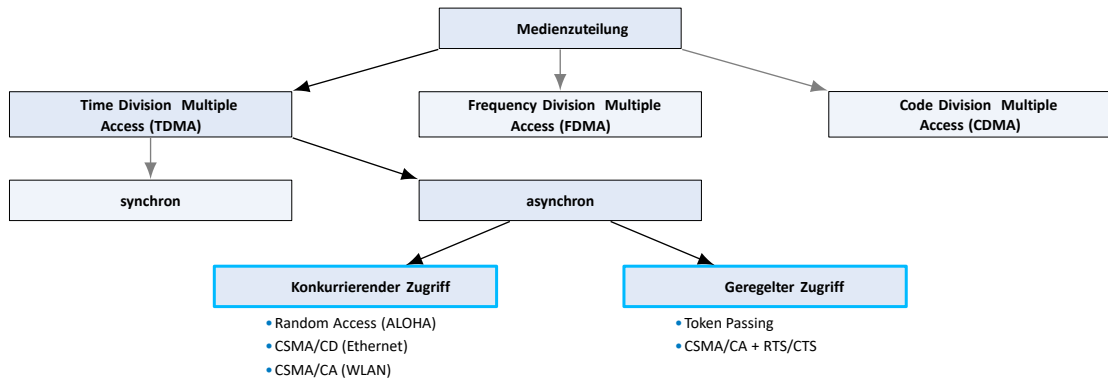 Medienzuteilung
Time Division Multiple
Access (TDMA)
Frequency Division Multiple
Access (FDMA)
Code Division Multiple
Access (CDMA)
synchron
asynchron
Konkurrierender Zugriff
• Random Access (ALOHA)
• CSMA/CD (Ethernet)
• CSMA/CA (WLAN)
Geregelter Zugriff
• Token Passing
• CSMA/CA + RTS/CTS